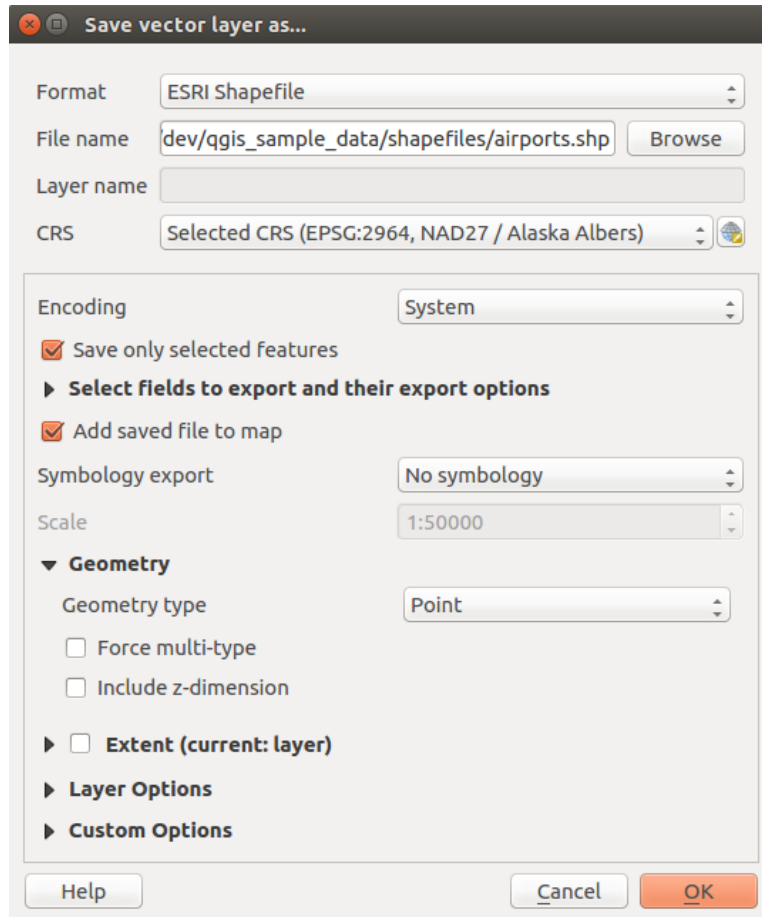 Save vector layer as...
Format ESRI Shapefile
File name /dev/qgis_sample_data/shapefiles/airports.shp Browse
Layer name
CRS Selected CRS (EPSG:2964, NAD27 / Alaska Albers)
Encoding System
Save only selected features
Select fields to export and their export options
Add saved file to map
Symbology export No symbology
Scale 1:50000
Geometry
Geometry type Point
Force multi-type
Include z-dimension
Extent (current: layer)
Layer Options
Custom Options
Help Cancel OK